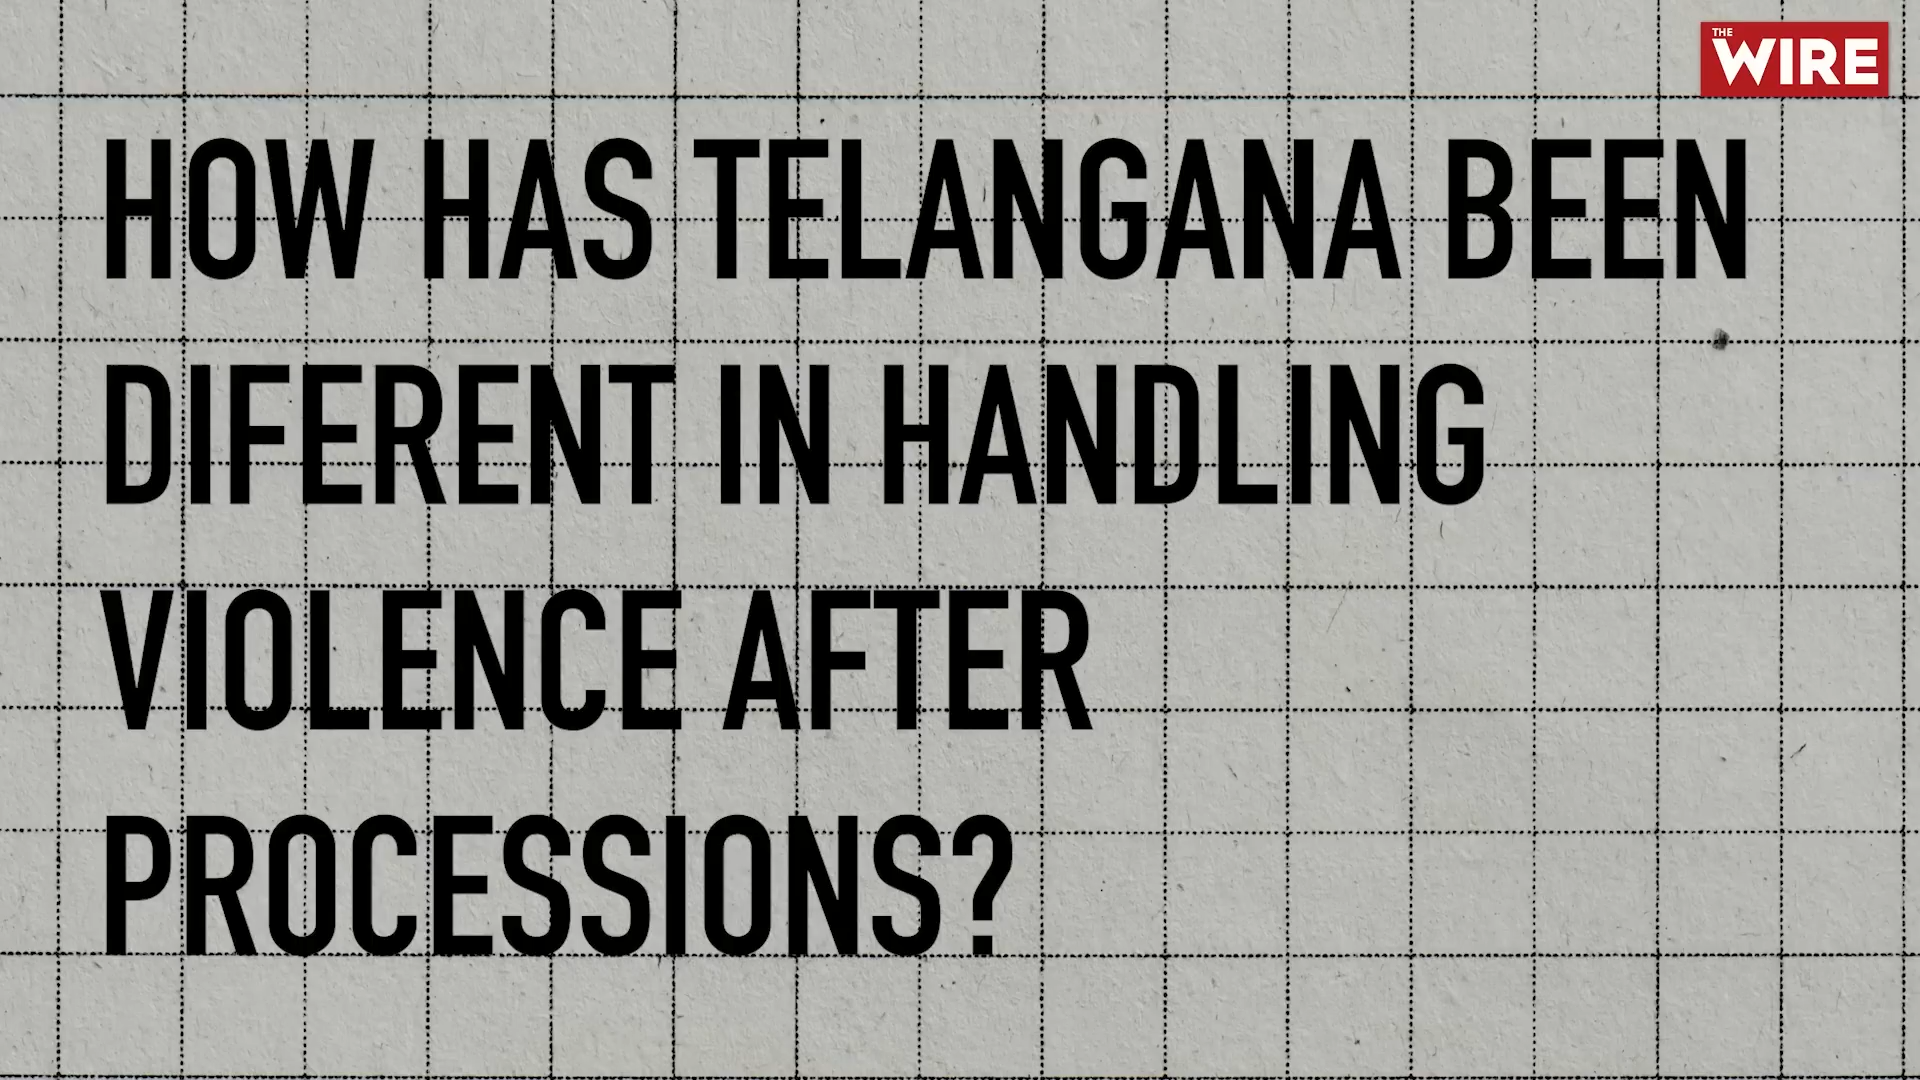 THE
WIRE
HOW HAS TELANGANA BEEN
DIFERENT IN HANDLING
VIOLENCE AFTER
PROCESSIONS?